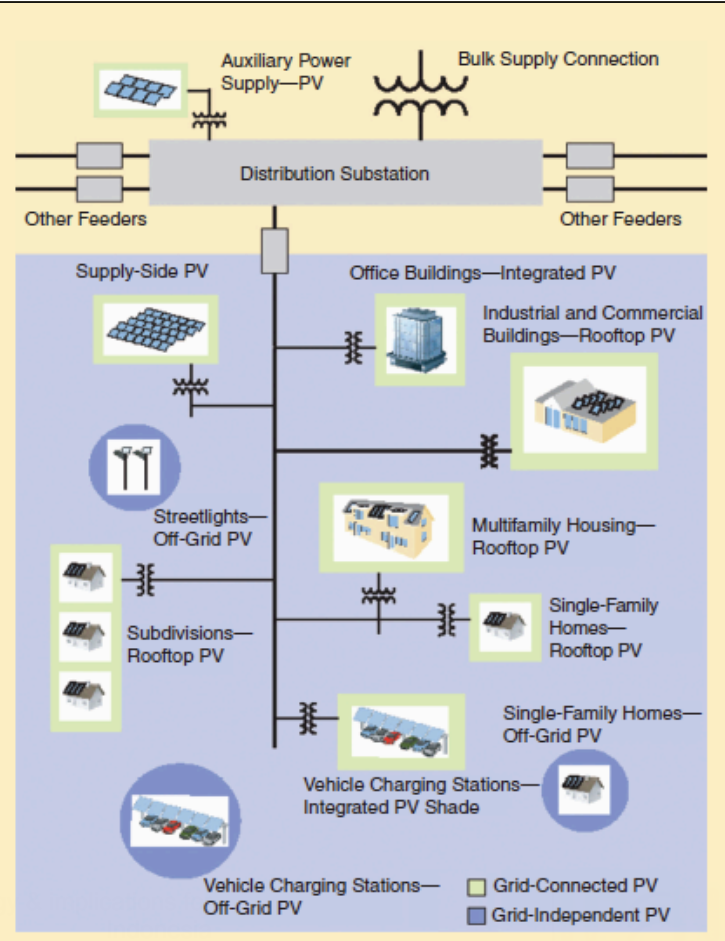 Auxiliary Power
Supply—PV
Bulk Supply Connection
Distribution Substation
Other Feeders
Other Feeders
Supply-Side PV
Office Buildings—Integrated PV
Industrial and Commercial
Buildings—Rooftop PV
Streetlights—
Off-Grid PV
Multifamily Housing—
Rooftop PV
Subdivisions—
Rooftop PV
Single-Family
Homes—
Rooftop PV
Single-Family Homes—
Off-Grid PV
Vehicle Charging Stations—
Integrated PV Shade
Vehicle Charging Stations—
Off-Grid PV
Grid-Connected PV
Grid-Independent PV